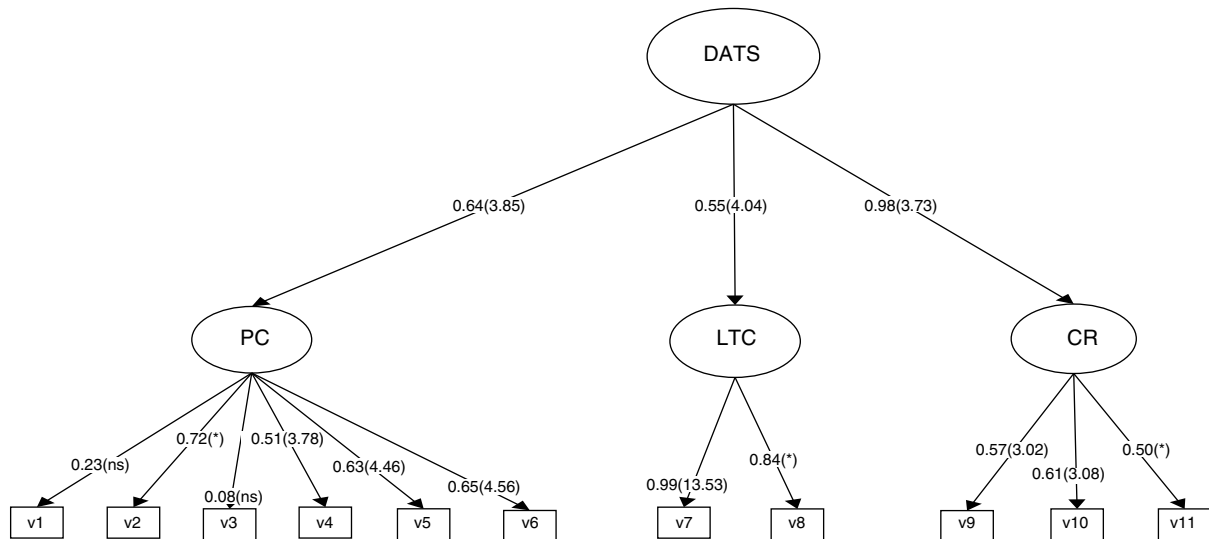 DATS
0.64(3.85)
0.55(4.04)
0.98(3.73)
PC
LTC
CR
0.23(ns)
0.72(*)
0.08(ns)
0.51(3.78)
0.63(4.46)
0.65(4.56)
0.99(13.53)
0.84(*)
0.57(3.02)
0.61(3.08)
0.50(*)
v1
v2
v3
v4
v5
v6
v7
v8
v9
v10
v11